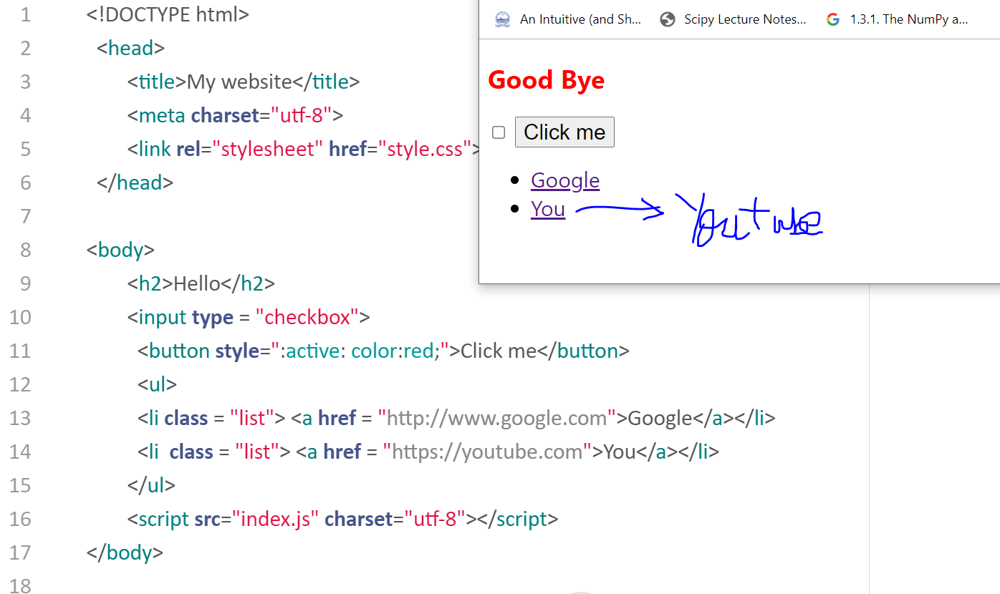 1 <!DOCTYPE html>
2 <head>
3 <title>My website</title>
4 <meta charset="utf-8">
5 <link rel="stylesheet" href="style.css">
6 </head>
7
8 <body>
9 <h2>Hello</h2>
10 <input type = "checkbox">
11 <button style=":active: color:red;">Click me</button>
12 <ul>
13 <li class = "list"> <a href = "http://www.google.com">Google</a></li>
14 <li  class = "list"> <a href = "https://youtube.com">You</a></li>
15 </ul>
16 <script src="index.js" charset="utf-8"></script>
17 </body>
18
An Intuitive (and Sh... Scipy Lecture Notes... 1.3.1. The NumPy a...
Good Bye
Click me
Google
You Youtube